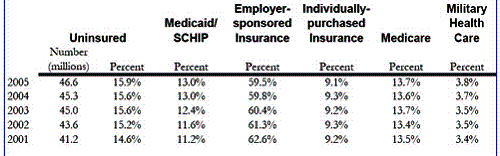 Uninsured Medicaid/ SCHIP Employer- sponsored Insurance Individually- purchased Insurance Medicare Military Health Care
Number (millions) Percent Percent Percent Percent Percent Percent
2005 46.6 15.9% 13.0% 59.5% 9.1% 13.7% 3.8%
2004 45.3 15.6% 13.0% 59.8% 9.3% 13.6% 3.7%
2003 45.0 15.6% 12.4% 60.4% 9.2% 13.7% 3.5%
2002 43.6 15.2% 11.6% 61.3% 9.3% 13.4% 3.5%
2001 41.2 14.6% 11.2% 62.6% 9.2% 13.5% 3.4%